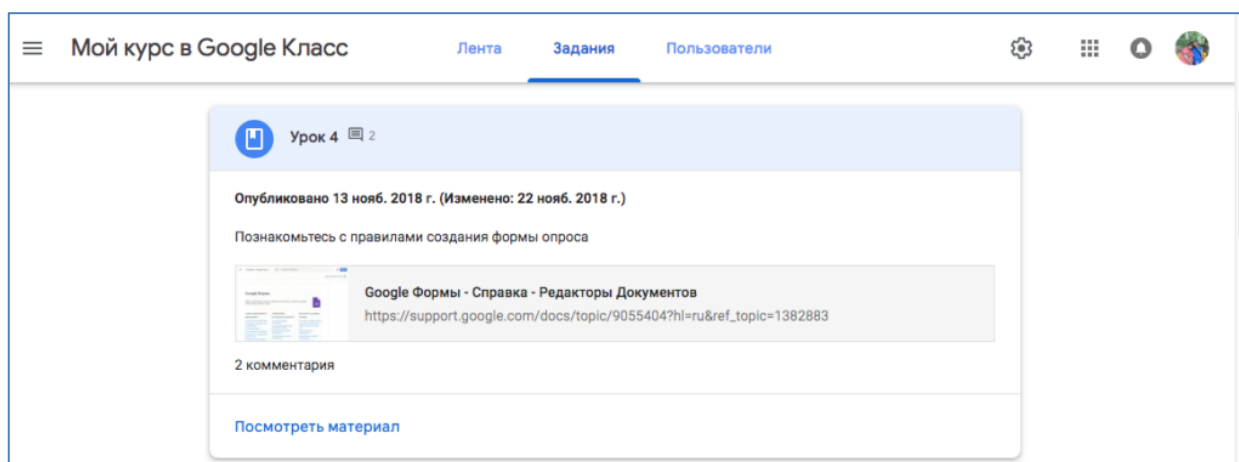 Мой курс в Google Класс
Лента
Задания
Пользователи
Урок 4 2
Опубликовано 13 нояб. 2018 г. (Изменено: 22 нояб. 2018 г.)
Познакомьтесь с правилами создания формы опроса
Google Формы - Справка - Редакторы Документов
https://support.google.com/docs/topic/9055404?hl=ru&ref_topic=1382883
2 комментария
Посмотреть материал